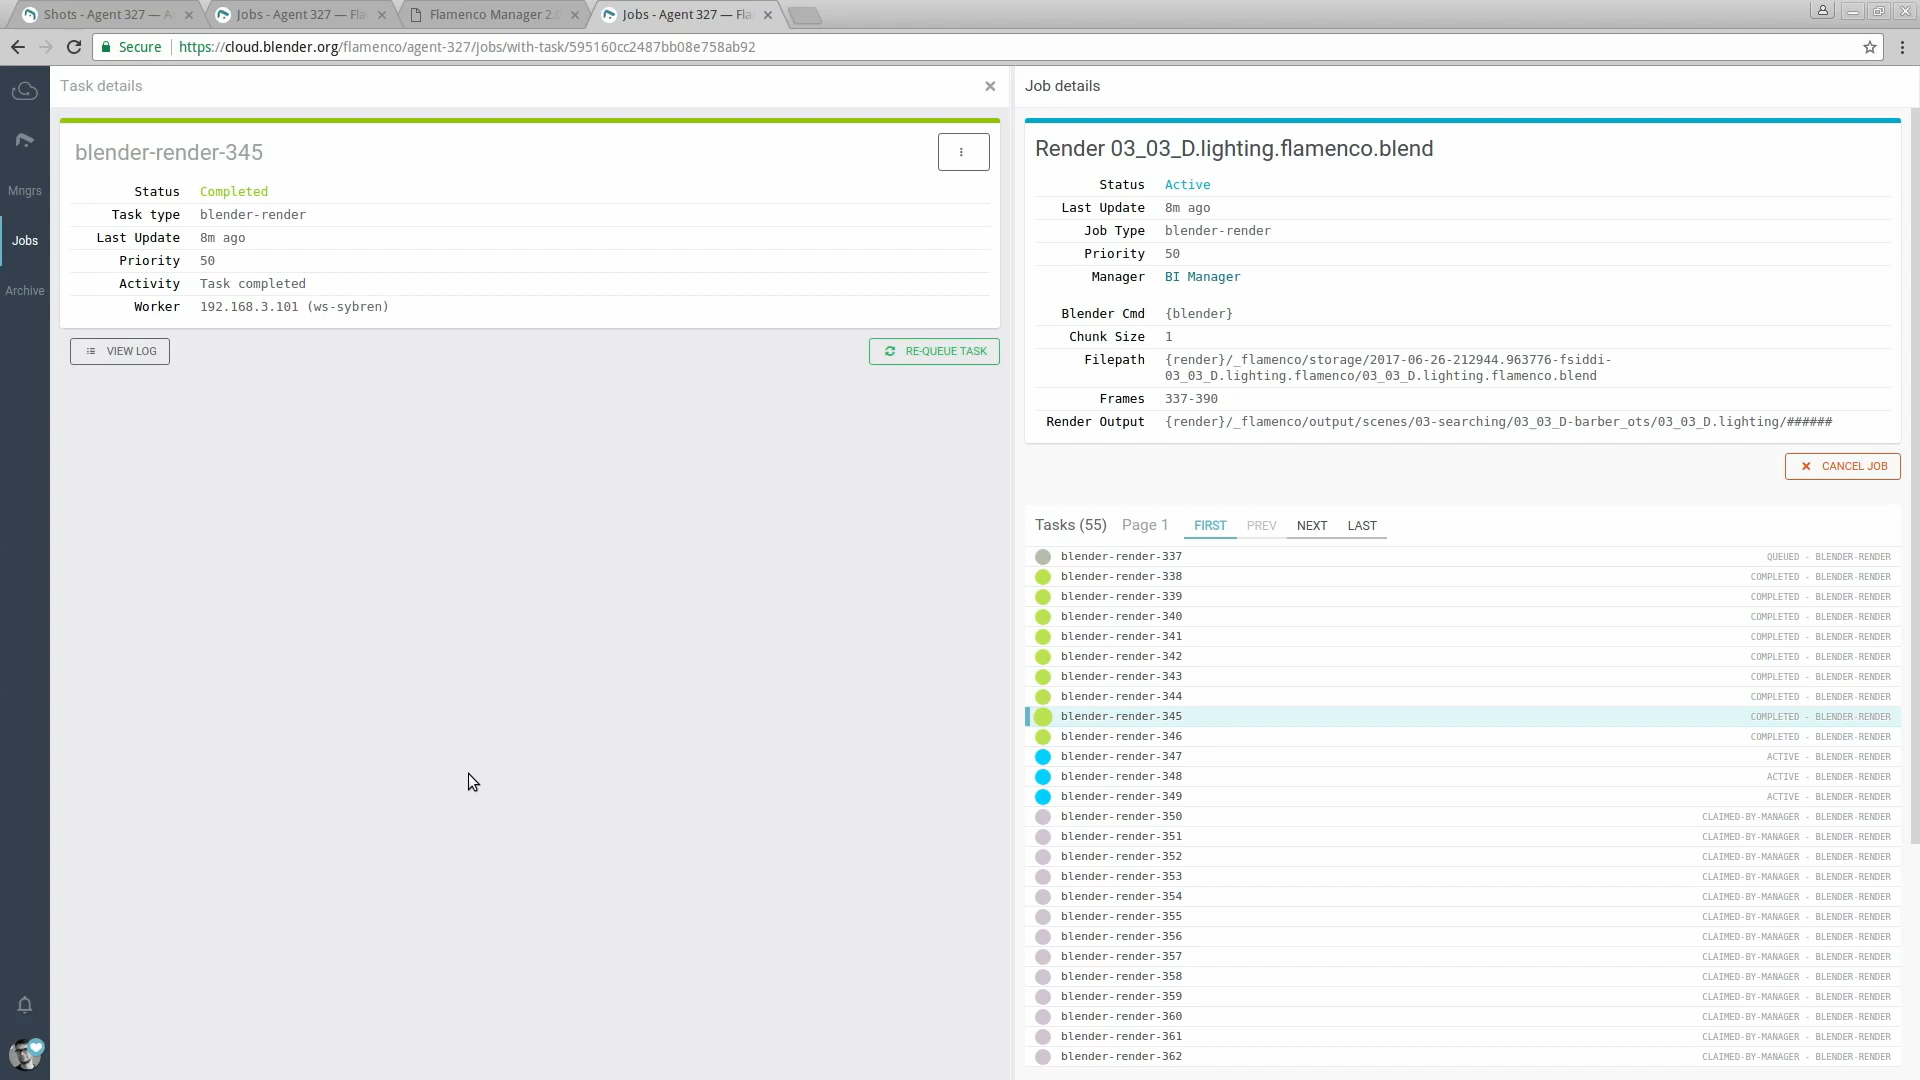 Shots - Agent 327 — A
Jobs - Agent 327 — Fla
Flamenco Manager 2.0
Jobs - Agent 327 — Fla
Secure
https://cloud.blender.org/flamenco/agent-327/jobs/with-task/595160cc2487bb08e758ab92
Mngrs
Jobs
Archive
Task details
blender-render-345
Status Completed
Task type blender-render
Last Update 8m ago
Priority 50
Activity Task completed
Worker 192.168.3.101 (ws-sybren)
VIEW LOG
RE-QUEUE TASK
Job details
Render 03_03_D.lighting.flamenco.blend
Status Active
Last Update 8m ago
Job Type blender-render
Priority 50
Manager BI Manager
Blender Cmd {blender}
Chunk Size 1
Filepath {render}/_flamenco/storage/2017-06-26-212944.963776-fsiddi-
03_03_D.lighting.flamenco/03_03_D.lighting.flamenco.blend
Frames 337-390
Render Output {render}/_flamenco/output/scenes/03-searching/03_03_D-barber_ots/03_03_D.lighting/######
CANCEL JOB
Tasks (55) Page 1 FIRST PREV NEXT LAST
blender-render-337 QUEUED - BLENDER-RENDER
blender-render-338 COMPLETED - BLENDER-RENDER
blender-render-339 COMPLETED - BLENDER-RENDER
blender-render-340 COMPLETED - BLENDER-RENDER
blender-render-341 COMPLETED - BLENDER-RENDER
blender-render-342 COMPLETED - BLENDER-RENDER
blender-render-343 COMPLETED - BLENDER-RENDER
blender-render-344 COMPLETED - BLENDER-RENDER
blender-render-345 COMPLETED - BLENDER-RENDER
blender-render-346 COMPLETED - BLENDER-RENDER
blender-render-347 ACTIVE - BLENDER-RENDER
blender-render-348 ACTIVE - BLENDER-RENDER
blender-render-349 ACTIVE - BLENDER-RENDER
blender-render-350 CLAIMED-BY-MANAGER - BLENDER-RENDER
blender-render-351 CLAIMED-BY-MANAGER - BLENDER-RENDER
blender-render-352 CLAIMED-BY-MANAGER - BLENDER-RENDER
blender-render-353 CLAIMED-BY-MANAGER - BLENDER-RENDER
blender-render-354 CLAIMED-BY-MANAGER - BLENDER-RENDER
blender-render-355 CLAIMED-BY-MANAGER - BLENDER-RENDER
blender-render-356 CLAIMED-BY-MANAGER - BLENDER-RENDER
blender-render-357 CLAIMED-BY-MANAGER - BLENDER-RENDER
blender-render-358 CLAIMED-BY-MANAGER - BLENDER-RENDER
blender-render-359 CLAIMED-BY-MANAGER - BLENDER-RENDER
blender-render-360 CLAIMED-BY-MANAGER - BLENDER-RENDER
blender-render-361 CLAIMED-BY-MANAGER - BLENDER-RENDER
blender-render-362 CLAIMED-BY-MANAGER - BLENDER-RENDER